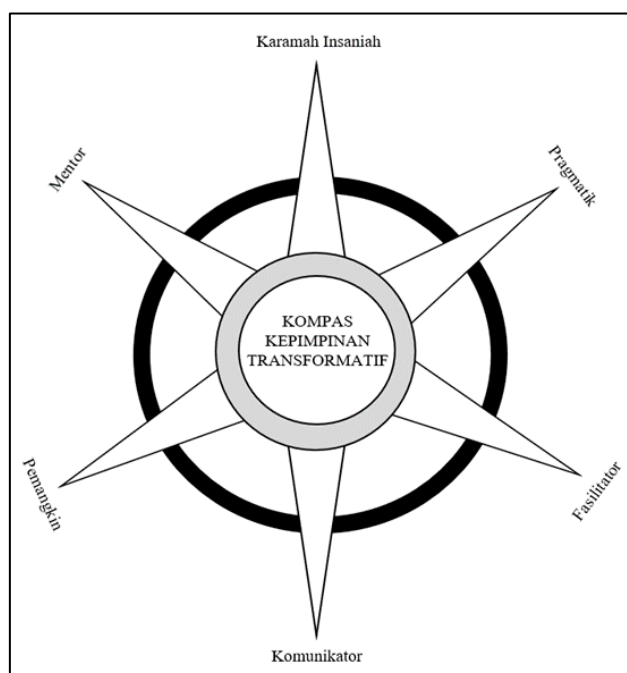 Karamah Insaniah
Mentor
Pragmatik
KOMPAS
KEPIMPINAN
TRANSFORMATIF
Pemangkin
Fasilitator
Komunikator